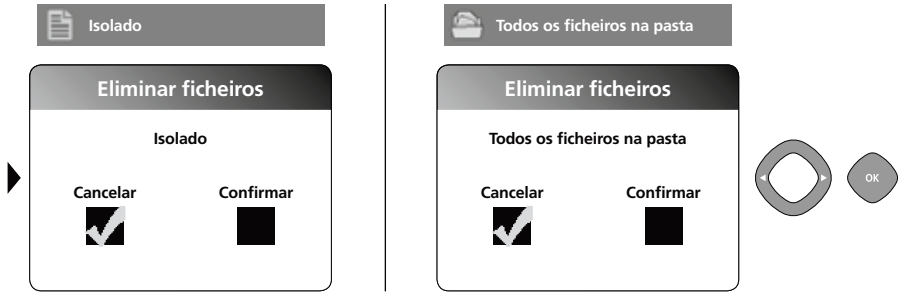 Isolado
Eliminar ficheiros
Isolado
Cancelar Confirmar
Todos os ficheiros na pasta
Eliminar ficheiros
Todos os ficheiros na pasta
Cancelar Confirmar
OK